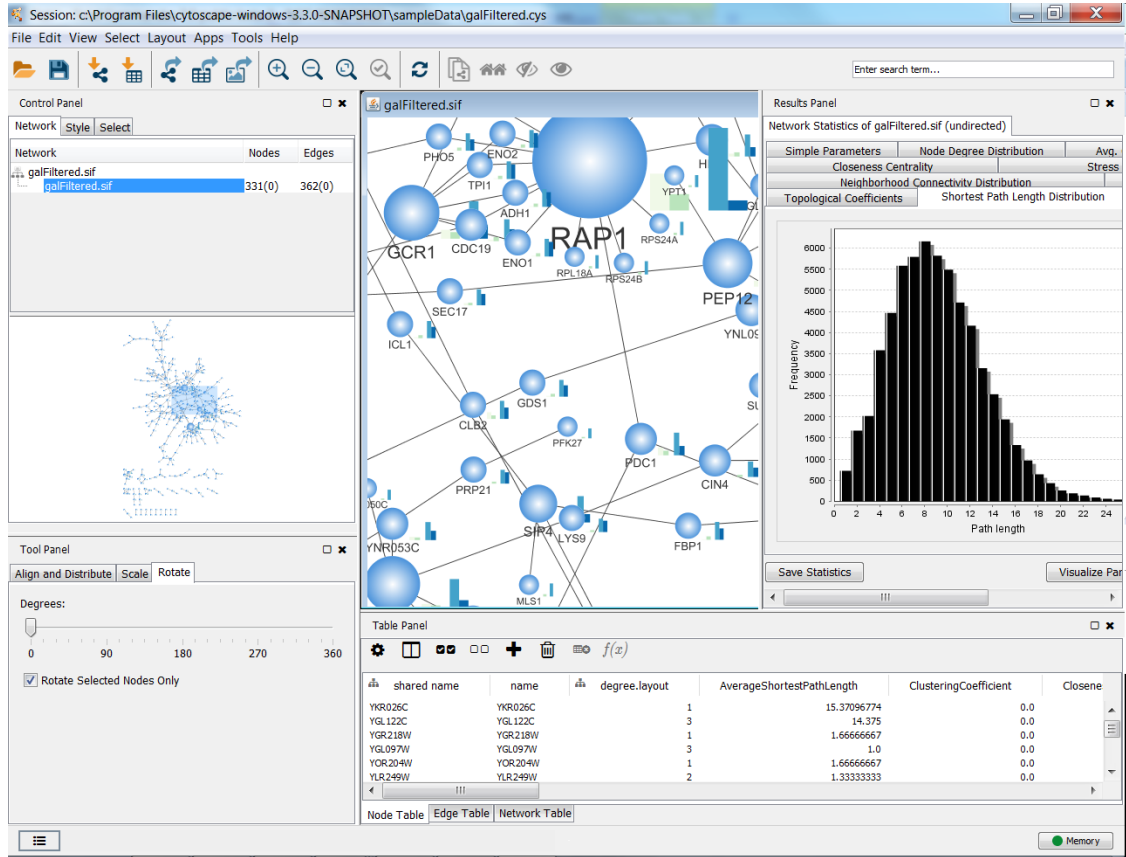 Session: c:\Program Files\cytoscape-windows-3.3.0-SNAPSHOT\sampleData\galFiltered.cys
File Edit View Select Layout Apps Tools Help
Enter search term...
Control Panel
Network Style Select
Network Nodes Edges
galFiltered.sif
galFiltered.sif 331(0) 362(0)
Tool Panel
Align and Distribute Scale Rotate
Degrees:
0 90 180 270 360
Rotate Selected Nodes Only
galFiltered.sif
PHO5 ENO2
TPI1 YPT1
ADH1
GCR1 CDC19 RAP1 RPS24A
ENO1
RPL18A RPS24B
PEP12
SEC17
ICL1
GDS1
CLB2
PFK27
PDC1
PRP21 CIN4
SIP4 LYS9
YNR053C FBP1
MLS1
Results Panel
Network Statistics of galFiltered.sif (undirected)
Simple Parameters Node Degree Distribution Avg.
Closeness Centrality Stress
Neighborhood Connectivity Distribution
Topological Coefficients Shortest Path Length Distribution
6000
5500
5000
4500
4000
3500
3000
2500
2000
1500
1000
500
0
Frequency
0 2 4 6 8 10 12 14 16 18 20 22 24
Path length
Save Statistics Visualize Par
Table Panel
f(x)
shared name name degree.layout AverageShortestPathLength ClusteringCoefficient Closene
YKR026C YKR026C 1 15.37096774 0.0
YGL122C YGL122C 3 14.375 0.0
YGR218W YGR218W 1 1.66666667 0.0
YGL097W YGL097W 3 1.0 0.0
YOR204W YOR204W 1 1.66666667 0.0
YLR249W YLR249W 2 1.33333333 0.0
Node Table Edge Table Network Table
Memory